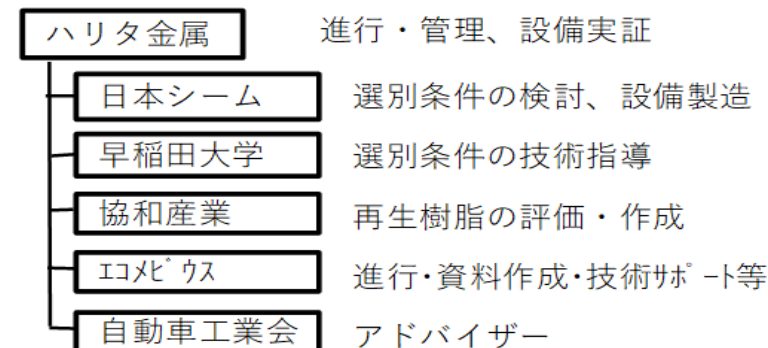 ハリタ金属 進行・管理、設備実証
日本シーム 選別条件の検討、設備製造
早稲田大学 選別条件の技術指導
協和産業 再生樹脂の評価・作成
ｴｺﾒﾋﾞｳｽ 進行･資料作成･技術ｻﾎﾟｰﾄ等
自動車工業会 アドバイザー